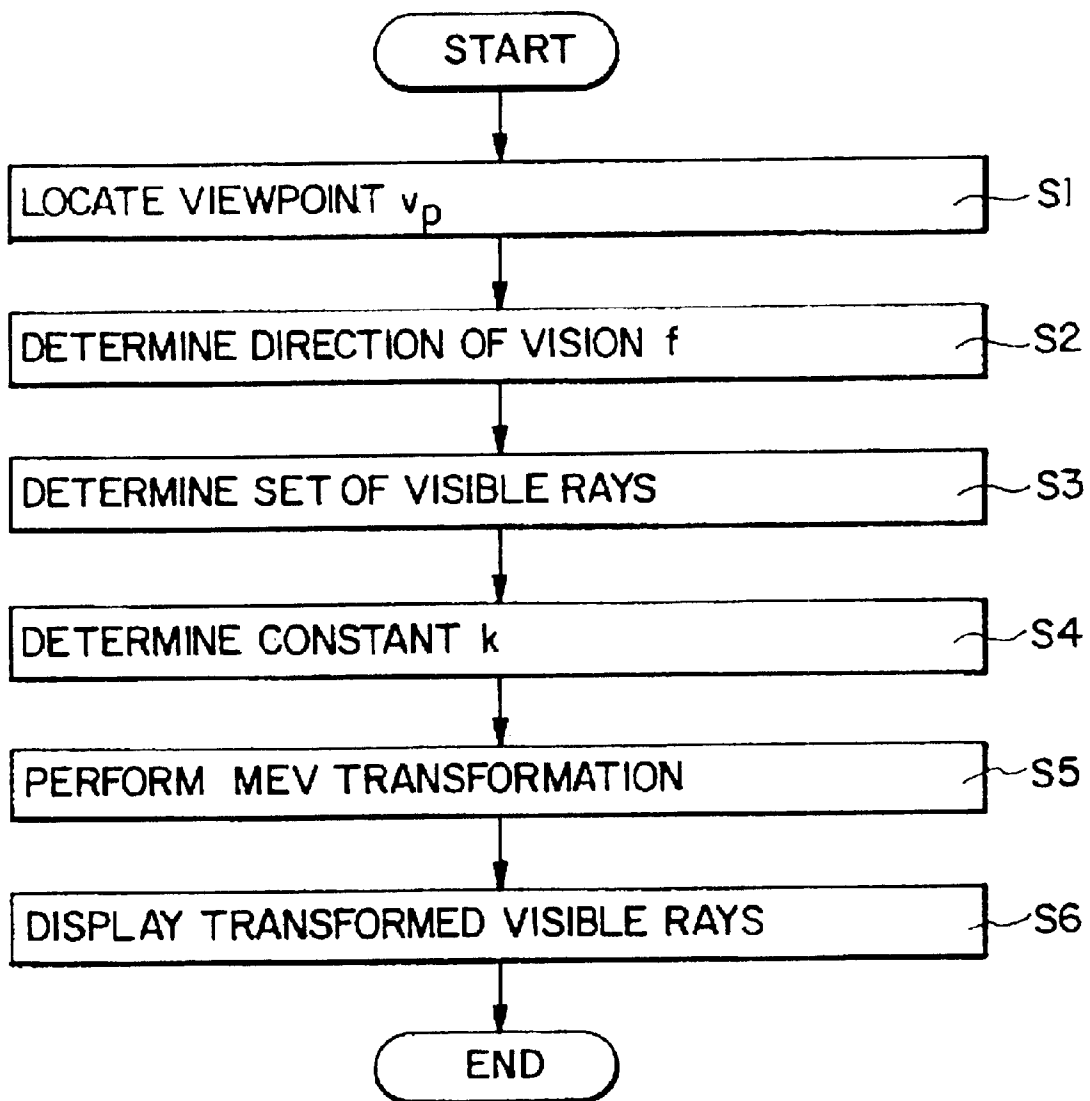 START
LOCATE VIEWPOINT vp
S1
DETERMINE DIRECTION OF VISION f
S2
DETERMINE SET OF VISIBLE RAYS
S3
DETERMINE CONSTANT k
S4
PERFORM MEV TRANSFORMATION
S5
DISPLAY TRANSFORMED VISIBLE RAYS
S6
END